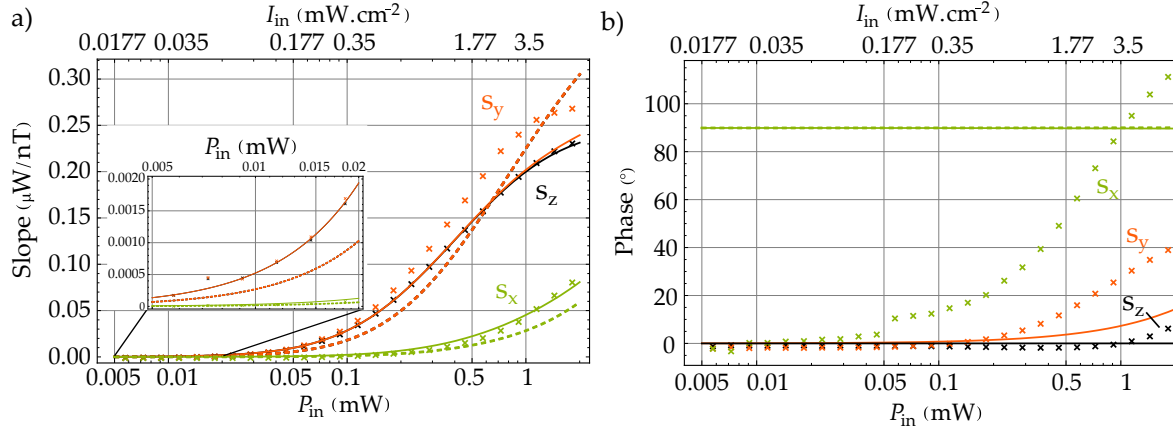 a)
I_in (mW.cm-2)
0.0177 0.035 0.177 0.35 1.77 3.5
0.30
0.25
0.20
0.15
0.10
0.05
0.00
Slope (μW/nT)
s_y
s_z
s_x
P_in (mW)
0.005 0.010 0.015 0.02
0.0020
0.0015
0.0010
0.0005
0
0.005 0.01 0.05 0.1 0.5 1
P_in (mW)
b)
I_in (mW.cm-2)
0.0177 0.035 0.177 0.35 1.77 3.5
100
80
60
40
20
0
Phase (°)
s_x
s_y
s_z
0.005 0.01 0.05 0.1 0.5 1
P_in (mW)